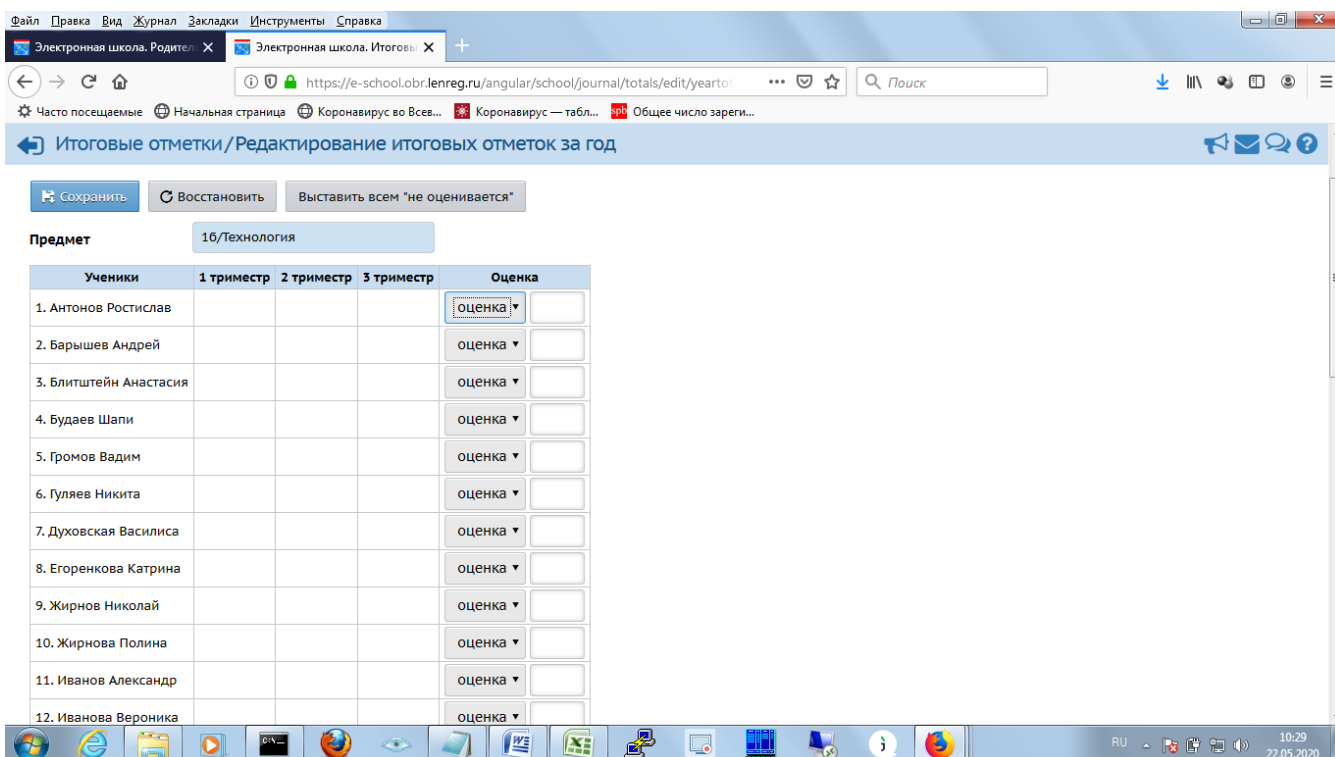 Файл Правка Вид Журнал Закладки Инструменты Справка
Электронная школа. Родител
Электронная школа. Итоговы
https://e-school.obr.lenreg.ru/angular/school/journal/totals/edit/yeartot
Поиск
Часто посещаемые Начальная страница Коронавирус во Всев... Коронавирус — табл... spb Общее число зареги...
Итоговые отметки/Редактирование итоговых отметок за год
Сохранить Восстановить Выставить всем "не оценивается"
Предмет 1б/Технология
Ученики 1 триместр 2 триместр 3 триместр Оценка
1. Антонов Ростислав оценка
2. Барышев Андрей оценка
3. Блитштейн Анастасия оценка
4. Будаев Шапи оценка
5. Громов Вадим оценка
6. Гуляев Никита оценка
7. Духовская Василиса оценка
8. Егоренкова Катрина оценка
9. Жирнов Николай оценка
10. Жирнова Полина оценка
11. Иванов Александр оценка
12. Иванова Вероника оценка
RU 10:29
22.05.2020